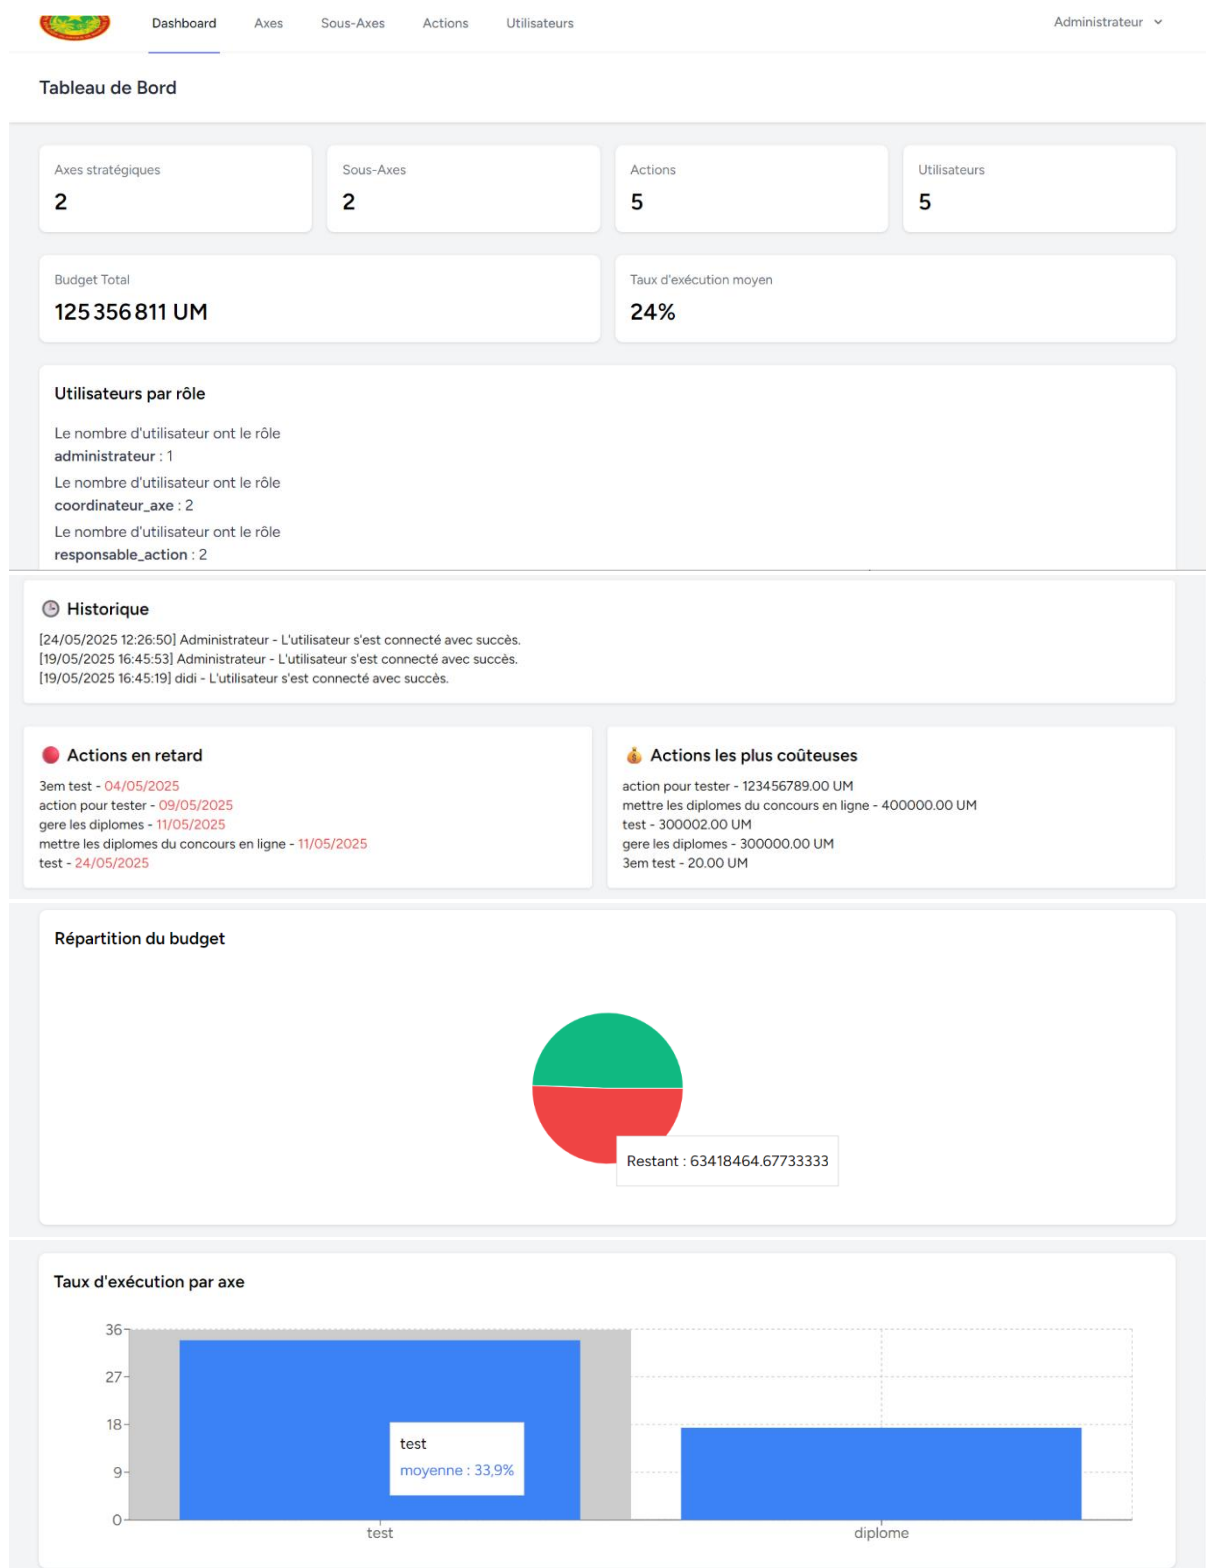 Dashboard Axes Sous-Axes Actions Utilisateurs Administrateur
Tableau de Bord
Axes stratégiques
2
Sous-Axes
2
Actions
5
Utilisateurs
5
Budget Total
125 356 811 UM
Taux d'exécution moyen
24%
Utilisateurs par rôle
Le nombre d'utilisateur ont le rôle
administrateur : 1
Le nombre d'utilisateur ont le rôle
coordinateur_axe : 2
Le nombre d'utilisateur ont le rôle
responsable_action : 2
Historique
[24/05/2025 12:26:50] Administrateur - L'utilisateur s'est connecté avec succès.
[19/05/2025 16:45:53] Administrateur - L'utilisateur s'est connecté avec succès.
[19/05/2025 16:45:19] didi - L'utilisateur s'est connecté avec succès.
Actions en retard
3em test - 04/05/2025
action pour tester - 09/05/2025
gere les diplomes - 11/05/2025
mettre les diplomes du concours en ligne - 11/05/2025
test - 24/05/2025
Actions les plus coûteuses
action pour tester - 123456789.00 UM
mettre les diplomes du concours en ligne - 400000.00 UM
test - 300002.00 UM
gere les diplomes - 300000.00 UM
3em test - 20.00 UM
Répartition du budget
Restant : 63418464.67733333
Taux d'exécution par axe
36
27
18
9
0
test
moyenne : 33,9%
test
diplome